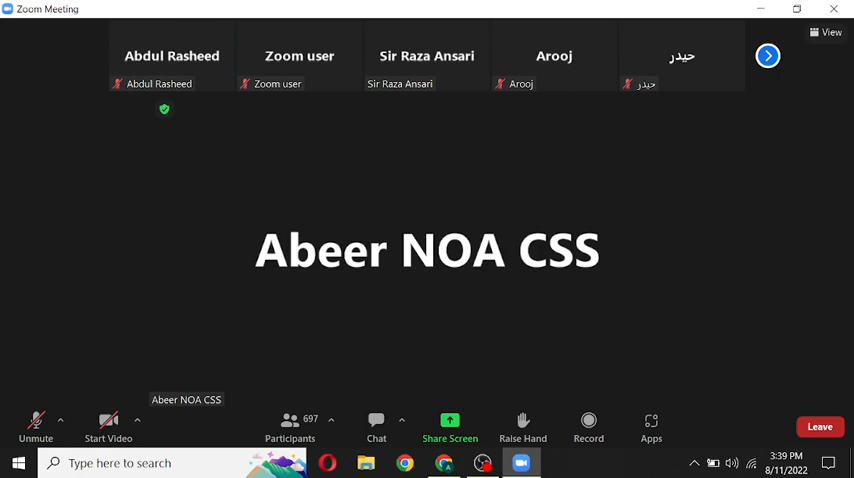 Zoom Meeting
View
Abdul Rasheed
Zoom user
Sir Raza Ansari
Arooj
حیدر
Abdul Rasheed
Zoom user
Sir Raza Ansari
Arooj
حیدر
Abeer NOA CSS
Abeer NOA CSS
697
Unmute
Start Video
Participants
Chat
Share Screen
Raise Hand
Record
Apps
Leave
Type here to search
3:39 PM
8/11/2022